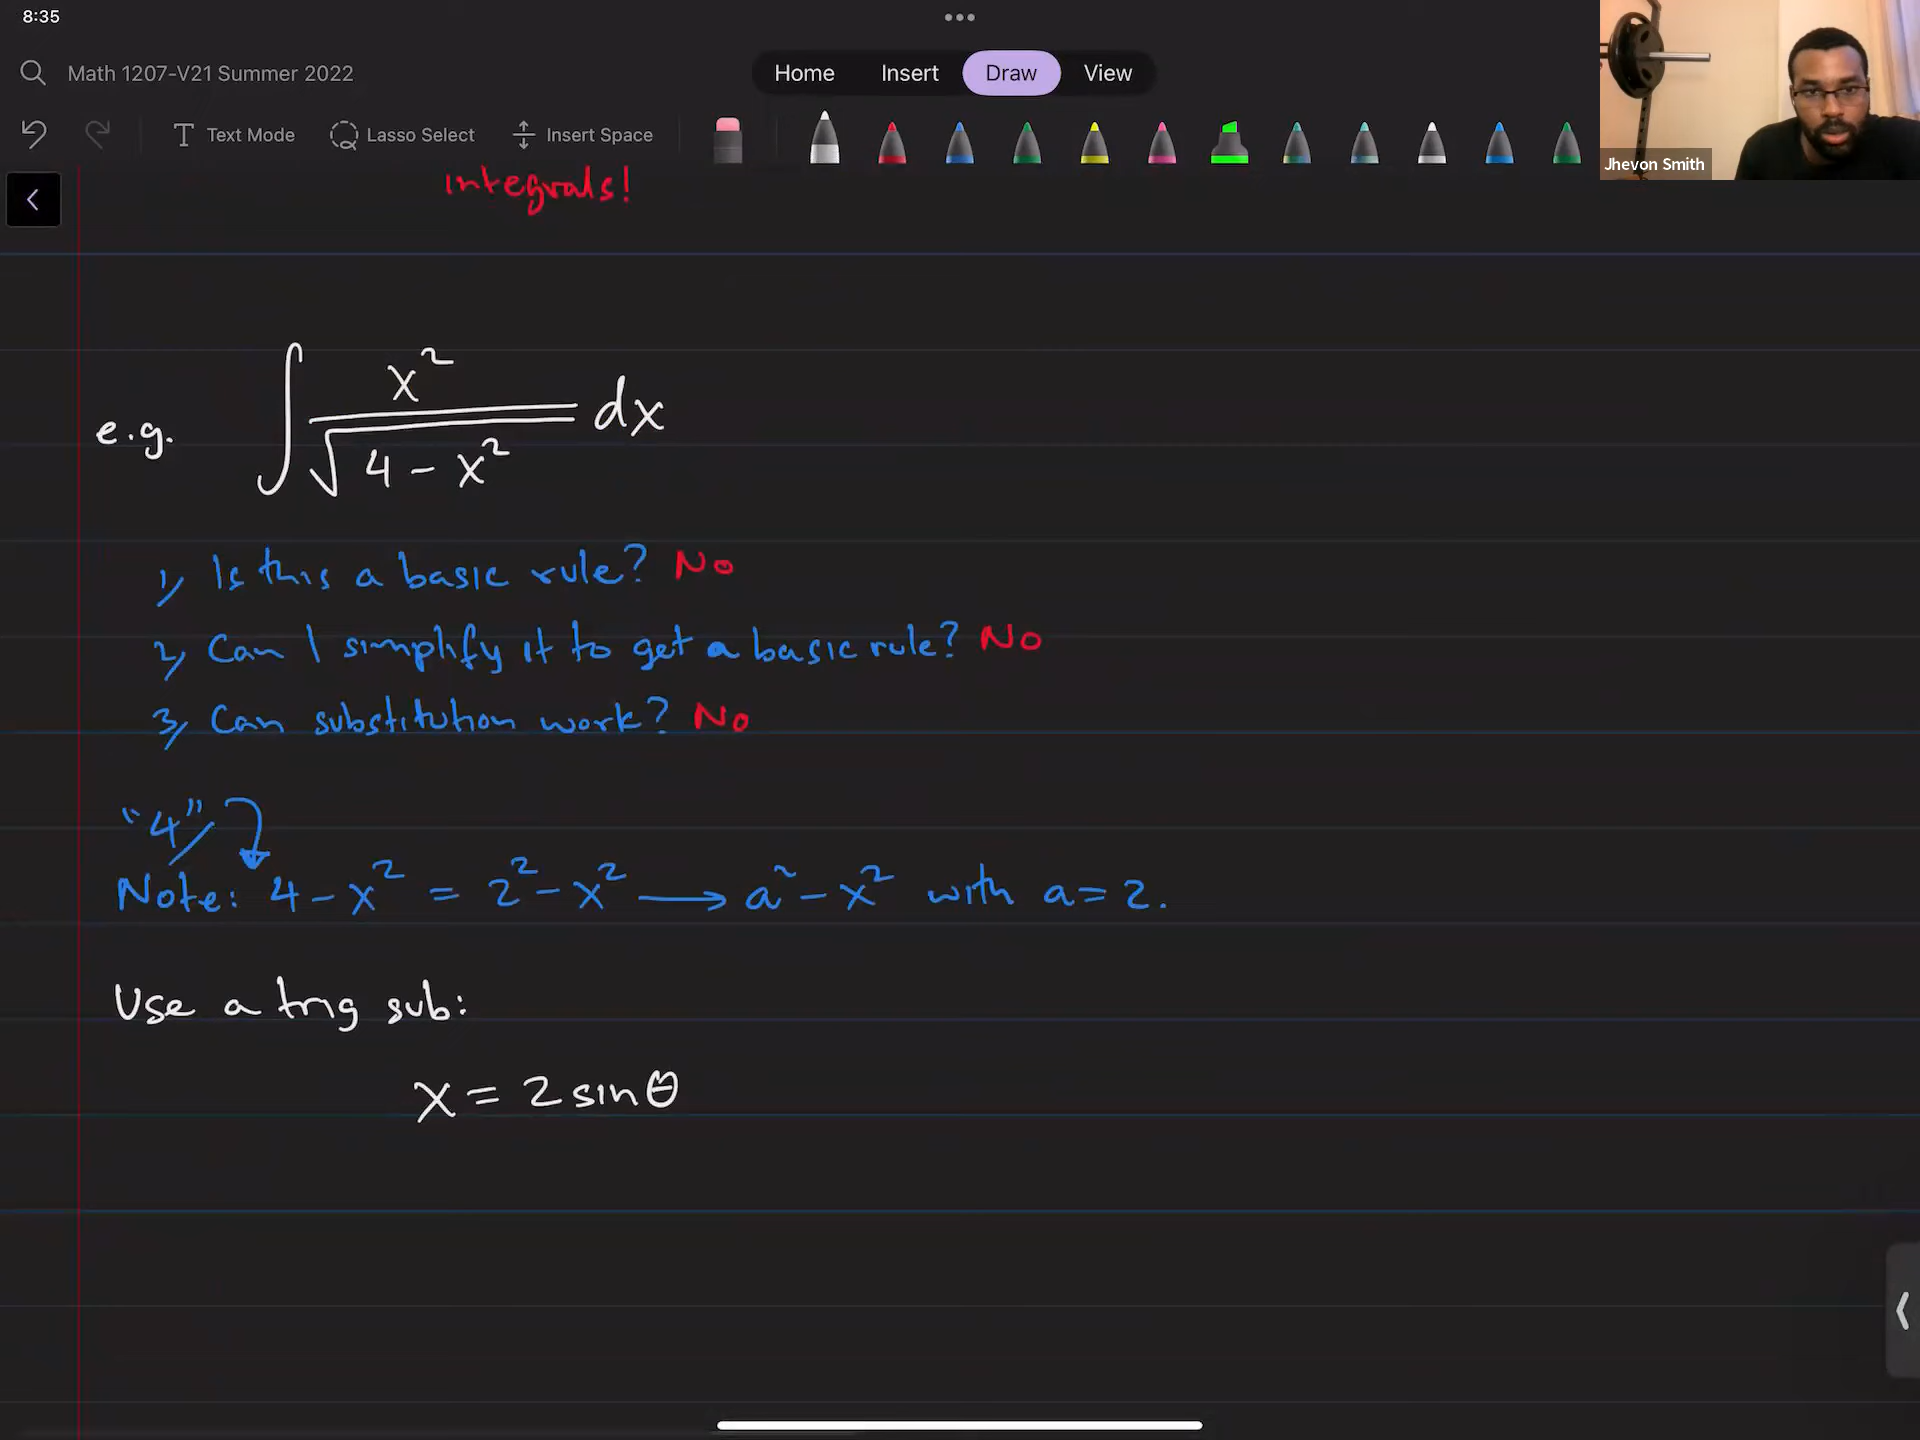 8:35
Math 1207-V21 Summer 2022
Home Insert Draw View
Text Mode Lasso Select Insert Space
Jhevon Smith
integrals!
e.g. ∫ x² / √(4 - x²) dx
1, Is this a basic rule? No
2, Can I simplify it to get a basic rule? No
3, Can substitution work? No
"4"
Note: 4 - x² = 2² - x² → a² - x² with a = 2.
Use a trig sub:
x = 2 sin θ